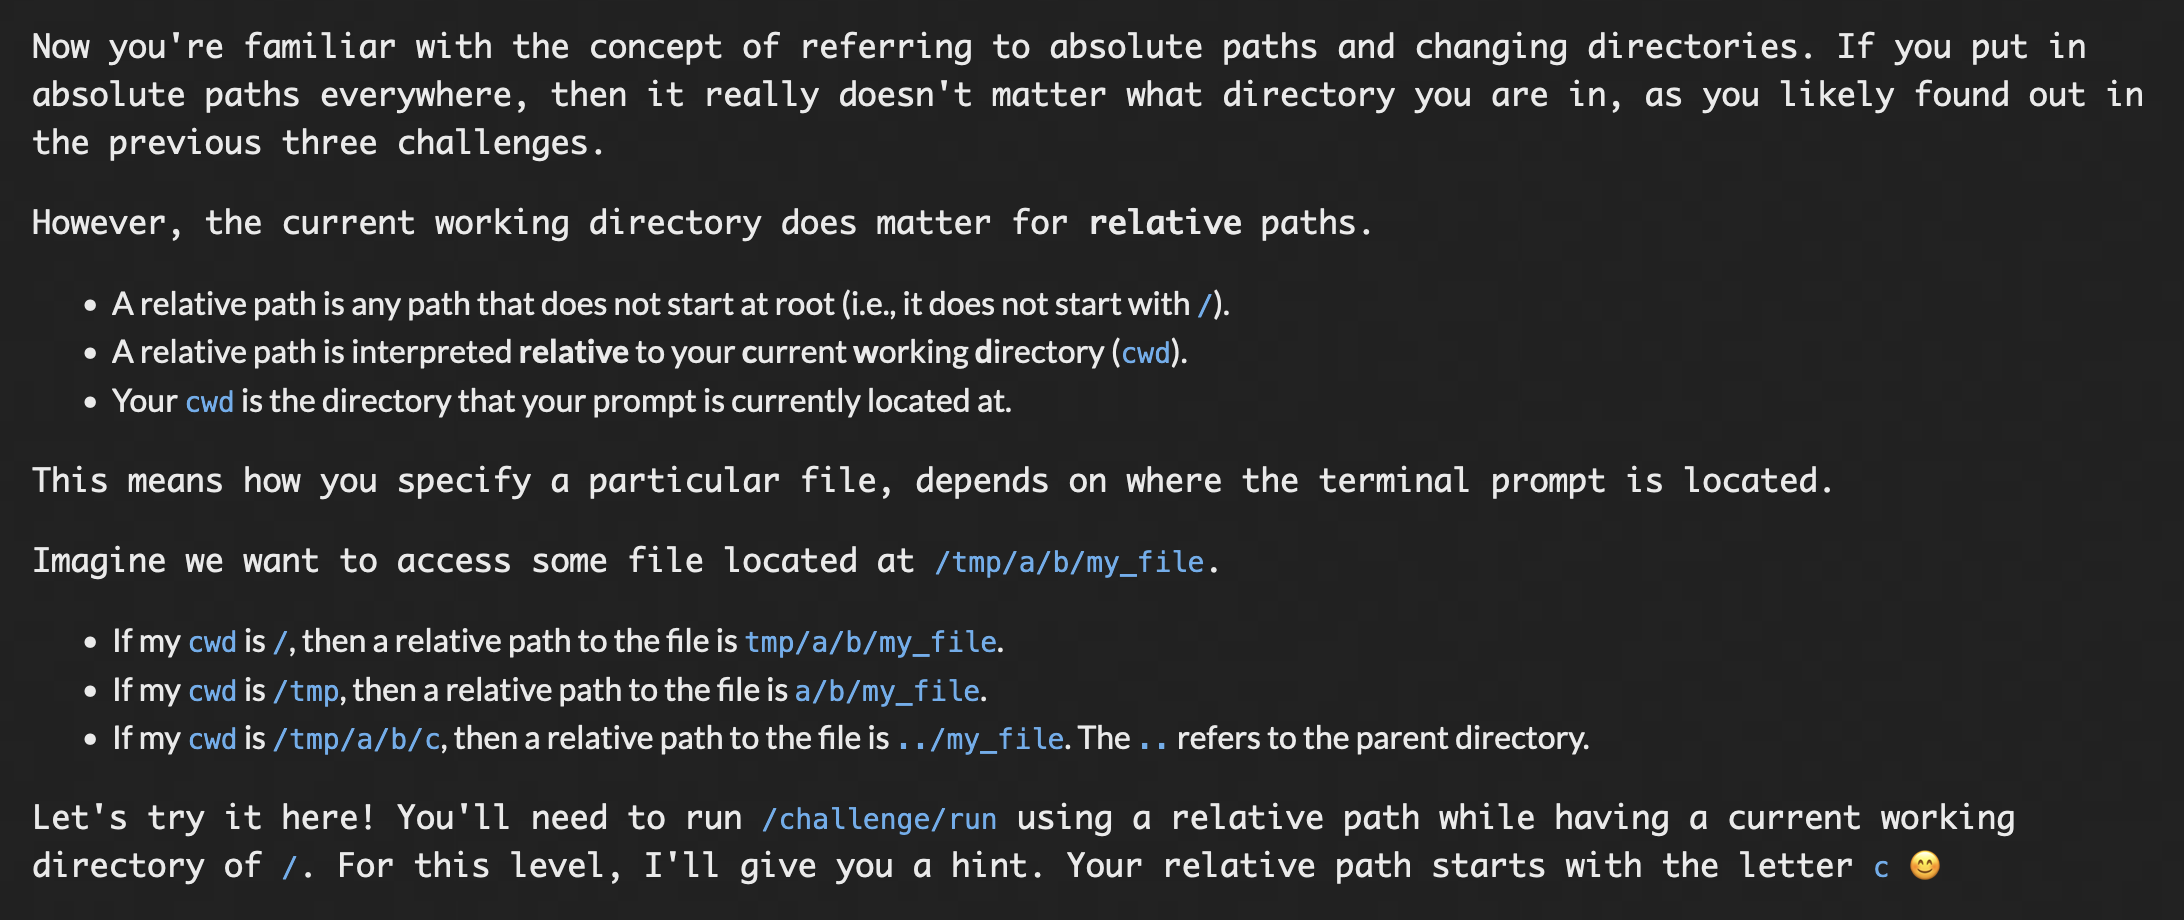 Now you're familiar with the concept of referring to absolute paths and changing directories. If you put in
absolute paths everywhere, then it really doesn't matter what directory you are in, as you likely found out in
the previous three challenges.
However, the current working directory does matter for relative paths.
• A relative path is any path that does not start at root (i.e., it does not start with /).
• A relative path is interpreted relative to your current working directory (cwd).
• Your cwd is the directory that your prompt is currently located at.
This means how you specify a particular file, depends on where the terminal prompt is located.
Imagine we want to access some file located at /tmp/a/b/my_file.
• If my cwd is /, then a relative path to the file is tmp/a/b/my_file.
• If my cwd is /tmp, then a relative path to the file is a/b/my_file.
• If my cwd is /tmp/a/b/c, then a relative path to the file is ../my_file. The .. refers to the parent directory.
Let's try it here! You'll need to run /challenge/run using a relative path while having a current working
directory of /. For this level, I'll give you a hint. Your relative path starts with the letter c 😊